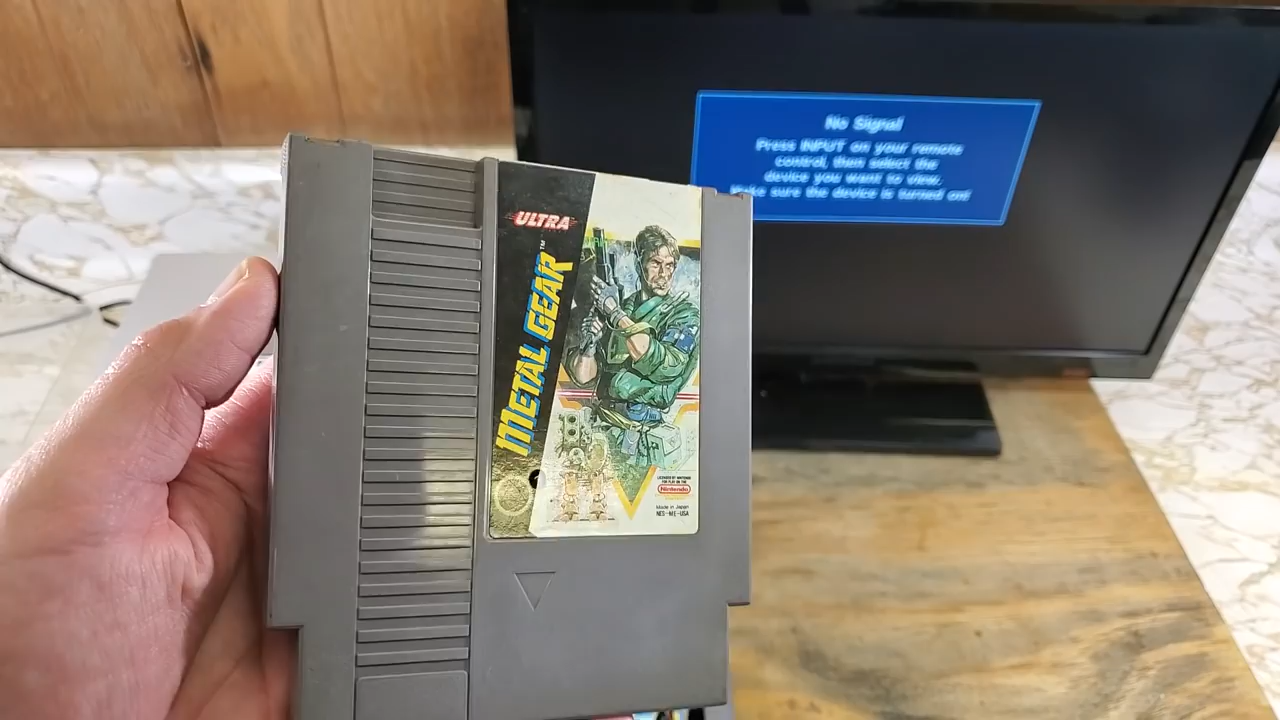 No Signal
Press INPUT on your remote
control, then select the
device you want to view.
Make sure the device is turned on!
ULTRA
METAL GEAR™
LICENSED BY NINTENDO
FOR PLAY ON THE
Nintendo
Made in Japan
NES-ME-USA